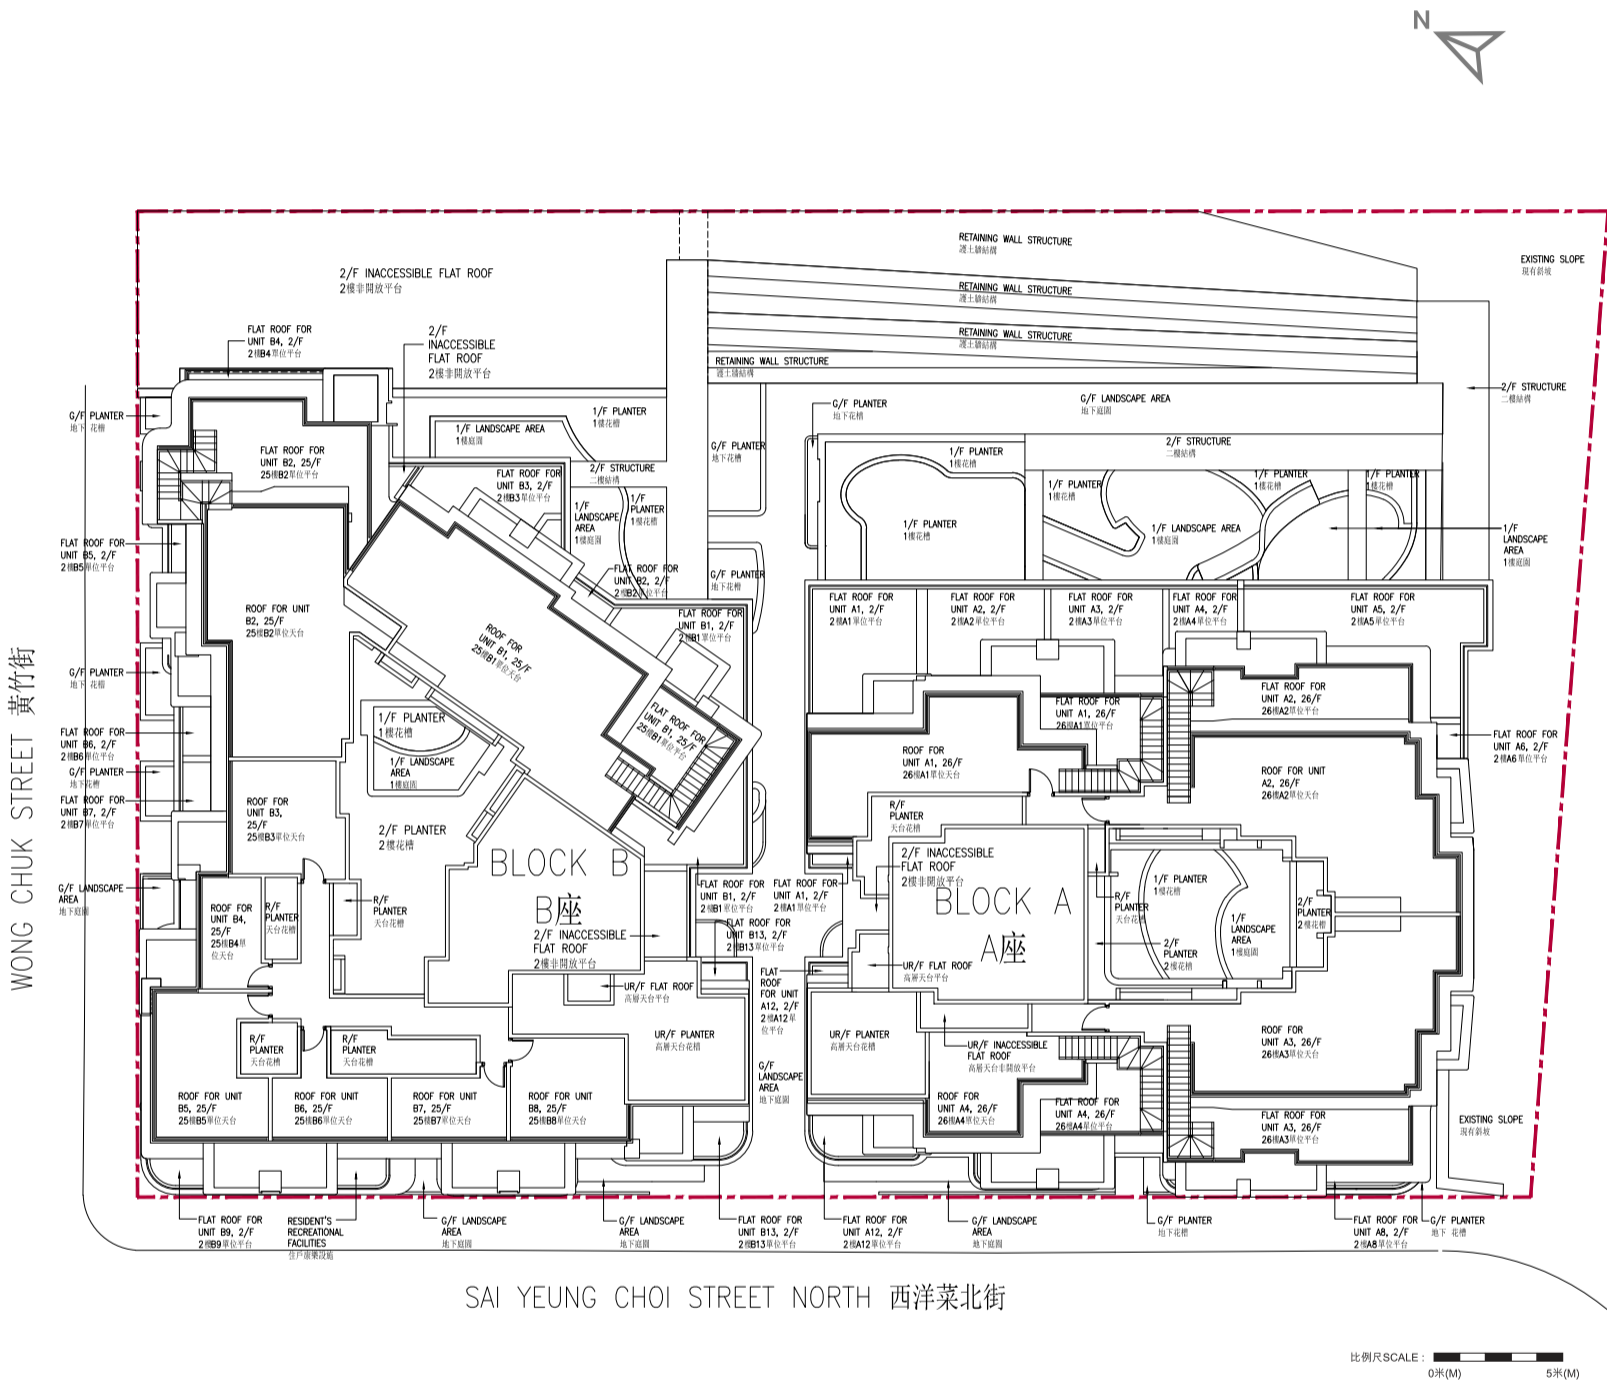 N
RETAINING WALL STRUCTURE
護土牆結構
EXISTING SLOPE
現有斜坡
2/F INACCESSIBLE FLAT ROOF
2樓非開放平台
RETAINING WALL STRUCTURE
護土牆結構
FLAT ROOF FOR
UNIT B4, 2/F
2樓B4單位平台
2/F
INACCESSIBLE
FLAT ROOF
2樓非開放平台
RETAINING WALL STRUCTURE
護土牆結構
RETAINING WALL STRUCTURE
護土牆結構
2/F STRUCTURE
二樓結構
G/F PLANTER
地下花槽
1/F LANDSCAPE AREA
1樓庭園
1/F PLANTER
1樓花槽
G/F PLANTER
地下花槽
G/F LANDSCAPE AREA
地下庭園
G/F PLANTER
地下花槽
2/F STRUCTURE
二樓結構
FLAT ROOF FOR
UNIT B2, 25/F
25樓B2單位平台
FLAT ROOF FOR
UNIT B3, 2/F
2樓B3單位平台
2/F STRUCTURE
二樓結構
1/F PLANTER
1樓花槽
1/F PLANTER
1樓花槽
1/F PLANTER
1樓花槽
1/F PLANTER
1樓花槽
1/F
LANDSCAPE
AREA
1樓庭園
1/F
PLANTER
1樓花槽
1/F PLANTER
1樓花槽
1/F LANDSCAPE AREA
1樓庭園
1/F
LANDSCAPE
AREA
1樓庭園
FLAT ROOF FOR
UNIT B5, 2/F
2樓B5單位平台
FLAT ROOF FOR
UNIT B2, 2/F
2樓B2單位平台
G/F PLANTER
地下花槽
ROOF FOR UNIT
B2, 25/F
25樓B2單位天台
ROOF FOR
UNIT B1, 25/F
25樓B1單位天台
FLAT ROOF FOR
UNIT B1, 2/F
2樓B1單位平台
FLAT ROOF FOR
UNIT A1, 2/F
2樓A1單位平台
FLAT ROOF FOR
UNIT A2, 2/F
2樓A2單位平台
FLAT ROOF FOR
UNIT A3, 2/F
2樓A3單位平台
FLAT ROOF FOR
UNIT A4, 2/F
2樓A4單位平台
FLAT ROOF FOR
UNIT A5, 2/F
2樓A5單位平台
WONG CHUK STREET 黃竹街
G/F PLANTER
地下花槽
FLAT ROOF FOR
UNIT B6, 2/F
2樓B6單位平台
G/F PLANTER
地下花槽
FLAT ROOF FOR
UNIT B7, 2/F
2樓B7單位平台
1/F PLANTER
1樓花槽
1/F LANDSCAPE
AREA
1樓庭園
FLAT ROOF FOR
UNIT B1, 25/F
25樓B1單位平台
FLAT ROOF FOR
UNIT A1, 26/F
26樓A1單位平台
FLAT ROOF FOR
UNIT A2, 26/F
26樓A2單位平台
ROOF FOR
UNIT A1, 26/F
26樓A1單位天台
ROOF FOR UNIT
A2, 26/F
26樓A2單位天台
FLAT ROOF FOR
UNIT A6, 2/F
2樓A6單位平台
ROOF FOR
UNIT B3,
25/F
25樓B3單位天台
2/F PLANTER
2樓花槽
R/F
PLANTER
天台花槽
BLOCK B
B座
2/F INACCESSIBLE
FLAT ROOF
2樓非開放平台
2/F INACCESSIBLE
FLAT ROOF
2樓非開放平台
BLOCK A
A座
G/F LANDSCAPE
AREA
地下庭園
ROOF FOR
UNIT B4,
25/F
25樓B4單
位天台
R/F
PLANTER
天台花槽
R/F
PLANTER
天台花槽
FLAT ROOF FOR
UNIT B1, 2/F
2樓B1單位平台
FLAT ROOF FOR
UNIT A1, 2/F
2樓A1單位平台
FLAT ROOF FOR
UNIT B13, 2/F
2樓B13單位平台
R/F
PLANTER
天台花槽
1/F PLANTER
1樓花槽
1/F
LANDSCAPE
AREA
1樓庭園
2/F
PLANTER
2樓花槽
2/F
PLANTER
2樓花槽
UR/F FLAT ROOF
高層天台平台
FLAT
ROOF
FOR UNIT
A12, 2/F
2樓A12單
位平台
UR/F FLAT ROOF
高層天台平台
R/F
PLANTER
天台花槽
R/F
PLANTER
天台花槽
UR/F PLANTER
高層天台花槽
UR/F PLANTER
高層天台花槽
UR/F INACCESSIBLE
FLAT ROOF
高層天台非開放平台
ROOF FOR
UNIT A3, 26/F
26樓A3單位天台
G/F
LANDSCAPE
AREA
地下庭園
ROOF FOR UNIT
B5, 25/F
25樓B5單位天台
ROOF FOR UNIT
B6, 25/F
25樓B6單位天台
ROOF FOR UNIT
B7, 25/F
25樓B7單位天台
ROOF FOR UNIT
B8, 25/F
25樓B8單位天台
ROOF FOR
UNIT A4, 26/F
26樓A4單位天台
FLAT ROOF FOR
UNIT A4, 26/F
26樓A4單位平台
FLAT ROOF FOR
UNIT A3, 26/F
26樓A3單位平台
EXISTING SLOPE
現有斜坡
FLAT ROOF FOR
UNIT B9, 2/F
2樓B9單位平台
RESIDENT'S
RECREATIONAL
FACILITIES
住戶康樂設施
G/F LANDSCAPE
AREA
地下庭園
G/F LANDSCAPE
AREA
地下庭園
FLAT ROOF FOR
UNIT B13, 2/F
2樓B13單位平台
FLAT ROOF FOR
UNIT A12, 2/F
2樓A12單位平台
G/F LANDSCAPE
AREA
地下庭園
G/F PLANTER
地下花槽
FLAT ROOF FOR
UNIT A8, 2/F
2樓A8單位平台
G/F PLANTER
地下 花槽
SAI YEUNG CHOI STREET NORTH 西洋菜北街
比例尺SCALE :
0米(M) 5米(M)